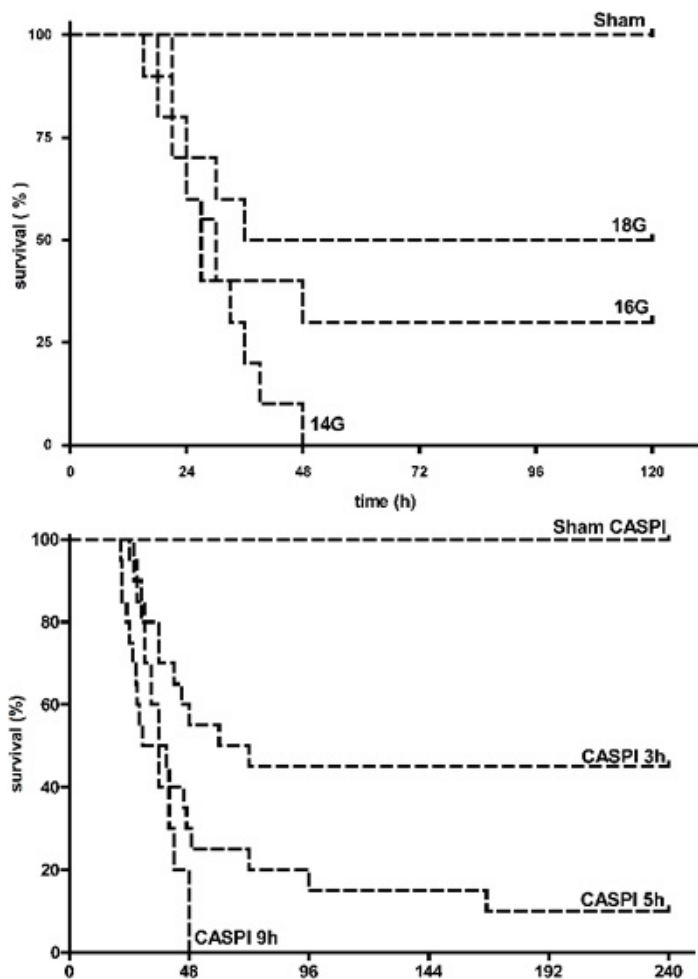 Sham
100
75
18G
50
16G
25
14G
0
0 24 48 72 96 120
survival ( % )
time (h)
Sham CASPI
100
80
60
CASPI 3h
40
20
CASPI 5h
CASPI 9h
0
0 48 96 144 192 240
survival (%)